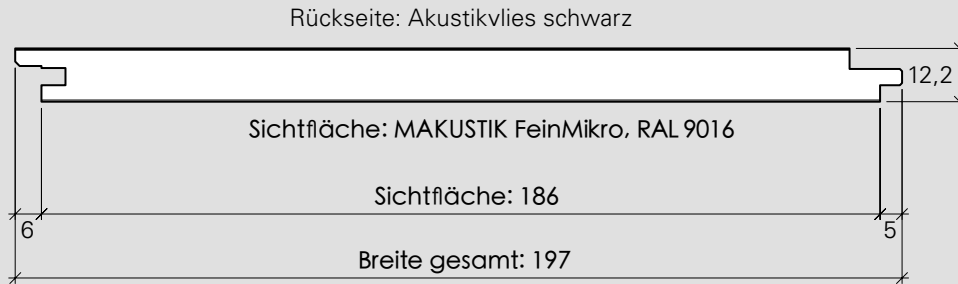 Rückseite: Akustikvlies schwarz
12,2
Sichtfläche: MAKUSTIK FeinMikro, RAL 9016
Sichtfläche: 186
6
5
Breite gesamt: 197